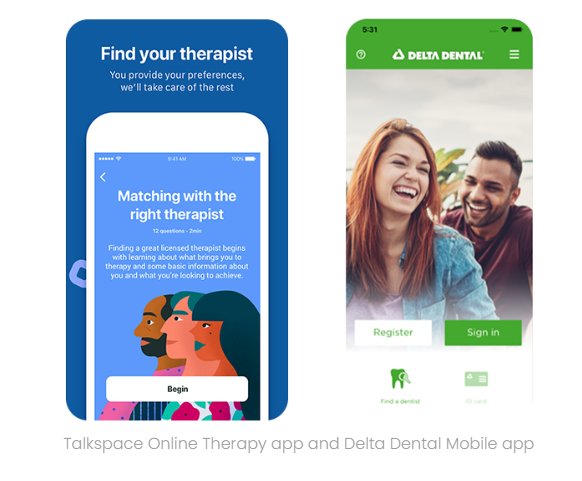 Find your therapist
You provide your preferences,
we'll take care of the rest
9:41 AM
100%
Matching with the
right therapist
12 questions • 2min
Finding a great licensed therapist begins
with learning about what brings you to
therapy and some basic information about
you and what you're looking to achieve.
Begin
5:31
DELTA DENTAL
Register
Sign in
Find a dentist
ID card
Talkspace Online Therapy app and Delta Dental Mobile app